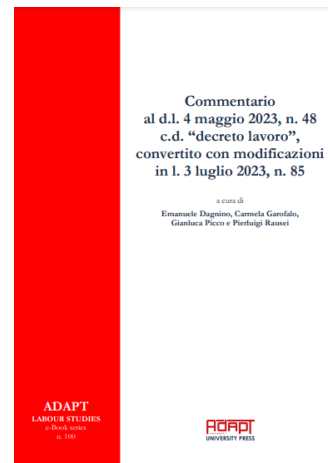 Commentario
al d.l. 4 maggio 2023, n. 48
c.d. “decreto lavoro”,
convertito con modificazioni
in l. 3 luglio 2023, n. 85
a cura di
Emanuele Dagnino, Carmela Garofalo,
Gianluca Picco e Pierluigi Rausei
ADAPT
LABOUR STUDIES
e-Book series
n. 100
ADAPT
UNIVERSITY PRESS